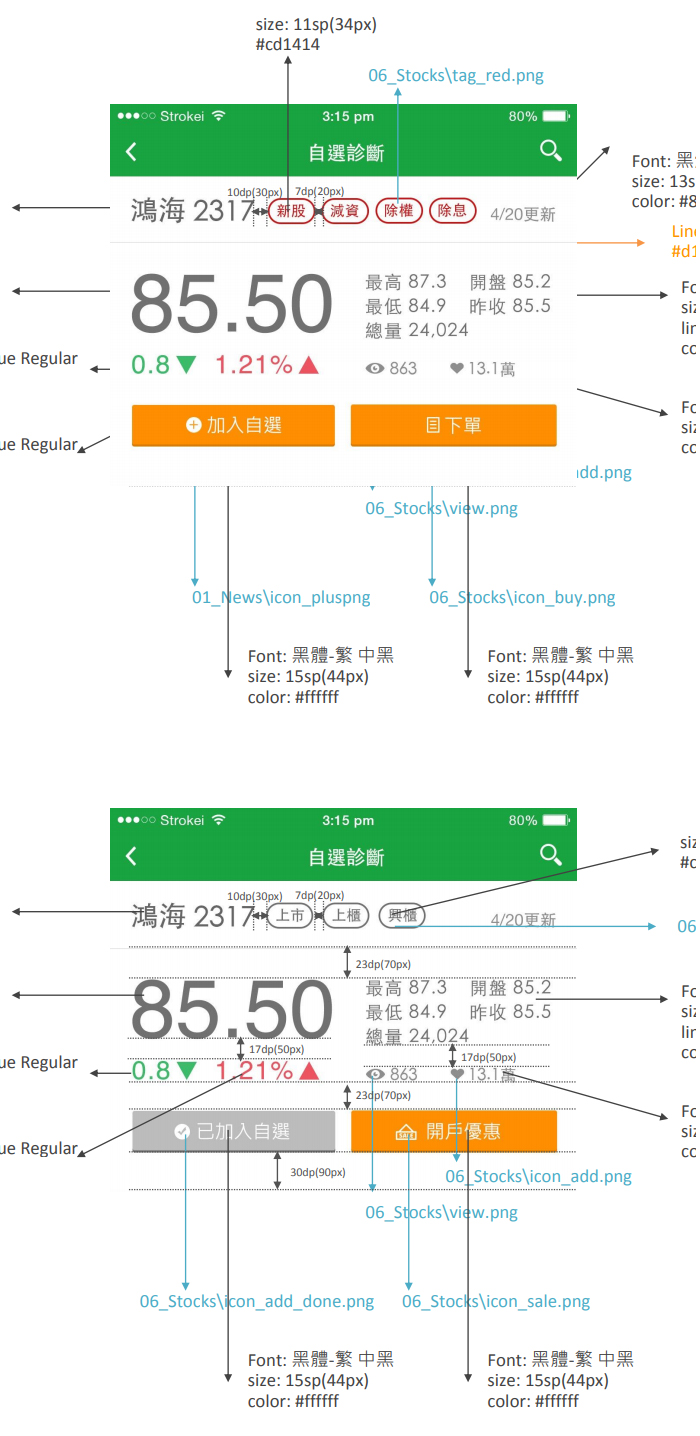 size: 11sp(34px)
#cd1414
06_Stocks\tag_red.png
Strokei 3:15 pm 80%
自選診斷
Font: 黑
size: 13s
color: #8
10dp(30px) 7dp(20px)
鴻海 2317 新股 減資 除權 除息 4/20更新
Line
#d1
85.50
最高 87.3 開盤 85.2
最低 84.9 昨收 85.5
總量 24,024
Fo
siz
lin
co
ue Regular
0.8 ▼ 1.21% ▲ 863 13.1萬
加入自選 下單
Fo
siz
co
ue Regular
dd.png
06_Stocks\view.png
01_News\icon_pluspng 06_Stocks\icon_buy.png
Font: 黑體-繁 中黑
size: 15sp(44px)
color: #ffffff
Font: 黑體-繁 中黑
size: 15sp(44px)
color: #ffffff
Strokei 3:15 pm 80%
自選診斷
siz
#c
10dp(30px) 7dp(20px)
鴻海 2317 上市 上櫃 興櫃 4/20更新
06
23dp(70px)
85.50
最高 87.3 開盤 85.2
最低 84.9 昨收 85.5
總量 24,024
Fo
siz
lin
co
17dp(50px) 17dp(50px)
ue Regular
0.8 ▼ 1.21% ▲ 863 13.1萬
23dp(70px)
已加入自選 開戶優惠
Fo
siz
co
ue Regular
30dp(90px)
06_Stocks\icon_add.png
06_Stocks\view.png
06_Stocks\icon_add_done.png 06_Stocks\icon_sale.png
Font: 黑體-繁 中黑
size: 15sp(44px)
color: #ffffff
Font: 黑體-繁 中黑
size: 15sp(44px)
color: #ffffff